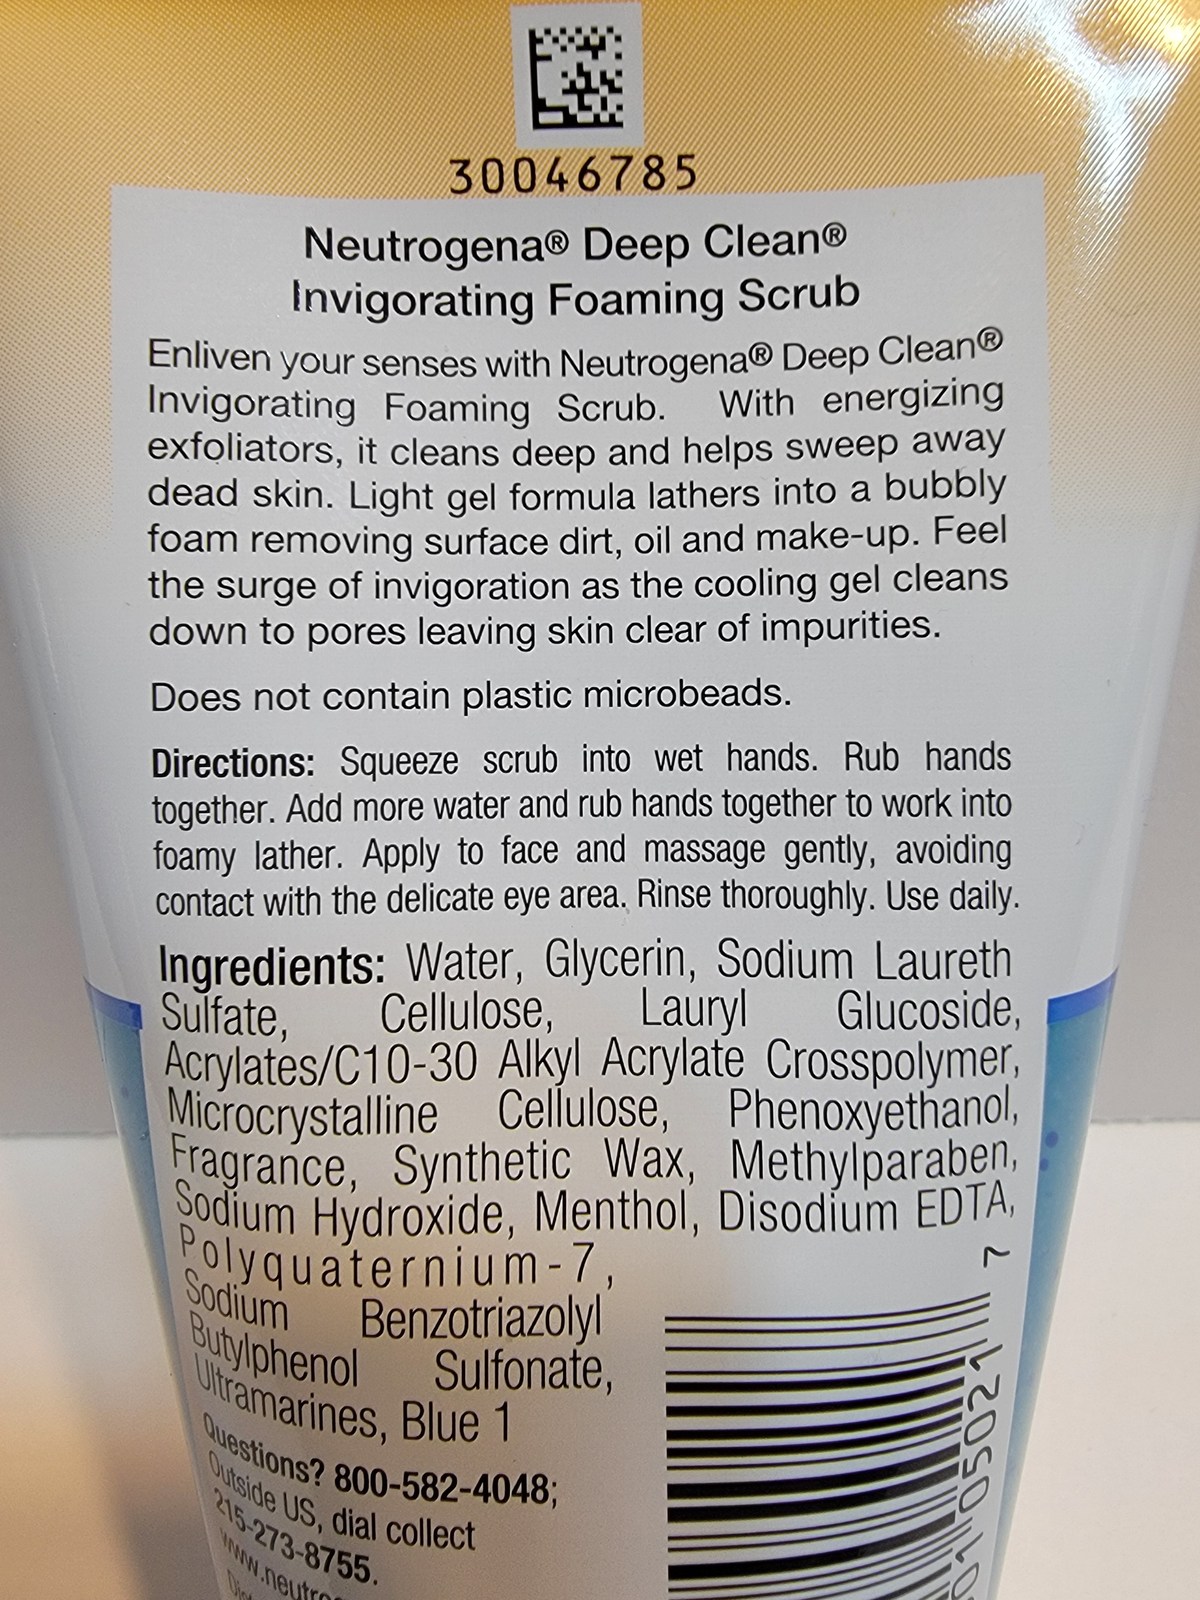 30046785
Neutrogena® Deep Clean®
Invigorating Foaming Scrub
Enliven your senses with Neutrogena® Deep Clean®
Invigorating Foaming Scrub. With energizing
exfoliators, it cleans deep and helps sweep away
dead skin. Light gel formula lathers into a bubbly
foam removing surface dirt, oil and make-up. Feel
the surge of invigoration as the cooling gel cleans
down to pores leaving skin clear of impurities.
Does not contain plastic microbeads.
Directions: Squeeze scrub into wet hands. Rub hands
together. Add more water and rub hands together to work into
foamy lather. Apply to face and massage gently, avoiding
contact with the delicate eye area. Rinse thoroughly. Use daily.
Ingredients: Water, Glycerin, Sodium Laureth
Sulfate, Cellulose, Lauryl Glucoside,
Acrylates/C10-30 Alkyl Acrylate Crosspolymer,
Microcrystalline Cellulose, Phenoxyethanol,
Fragrance, Synthetic Wax, Methylparaben,
Sodium Hydroxide, Menthol, Disodium EDTA,
Polyquaternium-7,
Sodium Benzotriazolyl
Butylphenol Sulfonate,
Ultramarines, Blue 1
Questions? 800-582-4048;
Outside US, dial collect
215-273-8755.
www.neutro
01 05021 7